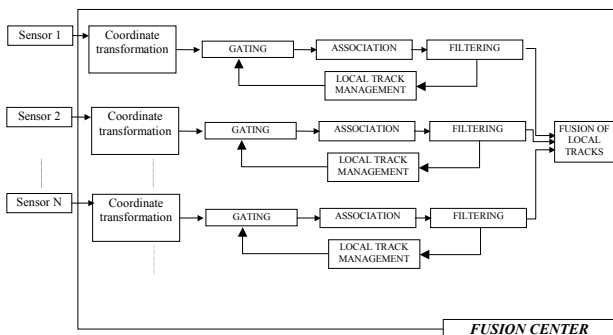 Sensor 1
Coordinate
transformation
GATING
ASSOCIATION
FILTERING
LOCAL TRACK
MANAGEMENT
Sensor 2
Coordinate
transformation
GATING
ASSOCIATION
FILTERING
LOCAL TRACK
MANAGEMENT
FUSION OF
LOCAL
TRACKS
Sensor N
Coordinate
transformation
GATING
ASSOCIATION
FILTERING
LOCAL TRACK
MANAGEMENT
FUSION CENTER